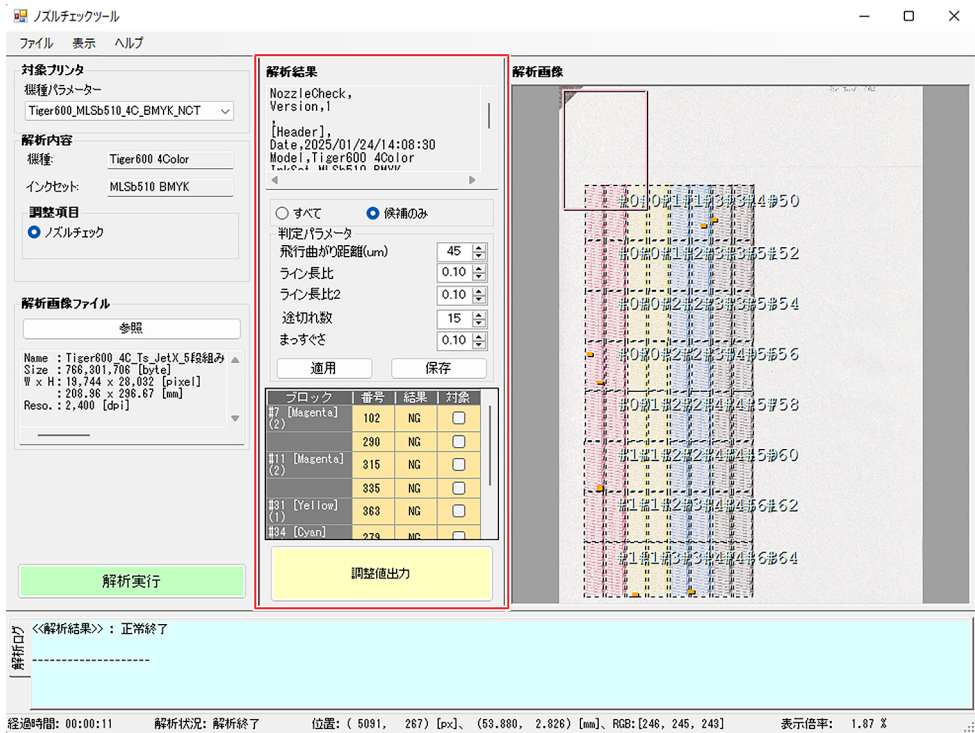 ノズルチェックツール
ファイル 表示 ヘルプ
対象プリンタ
機種パラメーター
Tiger600_MLSb510_4C_BMYK_NCT
解析内容
機種: Tiger600 4Color
インクセット: MLSb510 BMYK
調整項目
ノズルチェック
解析画像ファイル
参照
Name :Tiger600_4C_Ts_JetX_5段組み
Size :766,301,706 [byte]
W x H:19,744 x 28,032 [pixel]
:208.96 x 296.67 [mm]
Reso.:2,400 [dpi]
解析実行
解析結果
NozzleCheck,
Version,1
,
[Header],
Date,2025/01/24/14:08:30
Model,Tiger600 4Color
InkSet,MLSb510 BMYK
すべて 候補のみ
判定パラメータ
飛行曲がり距離(um) 45
ライン長比 0.10
ライン長比2 0.10
途切れ数 15
まっすぐさ 0.10
適用 保存
ブロック 番号 結果 対象
#7 [Magenta] (2) 102 NG
290 NG
#11 [Magenta] (2) 315 NG
335 NG
#31 [Yellow] (1) 363 NG
#34 [Cyan] 279 NG
調整値出力
解析画像
#0#0#1#1#3#3#4#50
#0#0#2#2#3#3#5#52
#0#0#2#2#3#3#5#54
#0#0#2#2#3#3#5#56
#0#1#2#2#4#4#5#58
#1#1#2#2#4#4#5#60
#1#1#2#2#4#4#6#62
#1#1#3#3#4#4#6#64
解析ログ
<<解析結果>> : 正常終了
--------------------
経過時間: 00:00:11 解析状況: 解析終了 位置: ( 5091, 267) [px]、 (53.880, 2.826) [mm]、RGB:[246, 245, 243] 表示倍率: 1.87 %